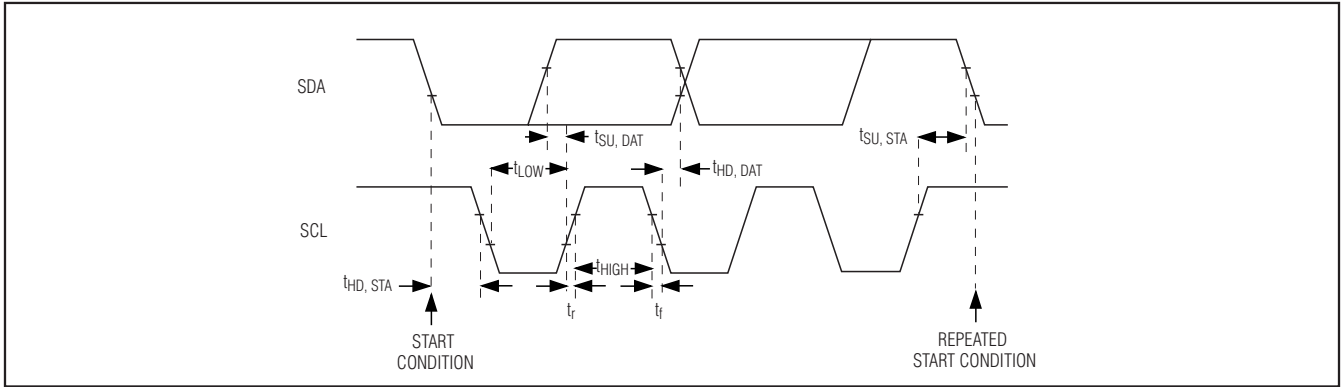 SDA
tSU, DAT
tSU, STA
tLOW
tHD, DAT
SCL
tHIGH
tHD, STA
tr
tf
START
CONDITION
REPEATED
START CONDITION